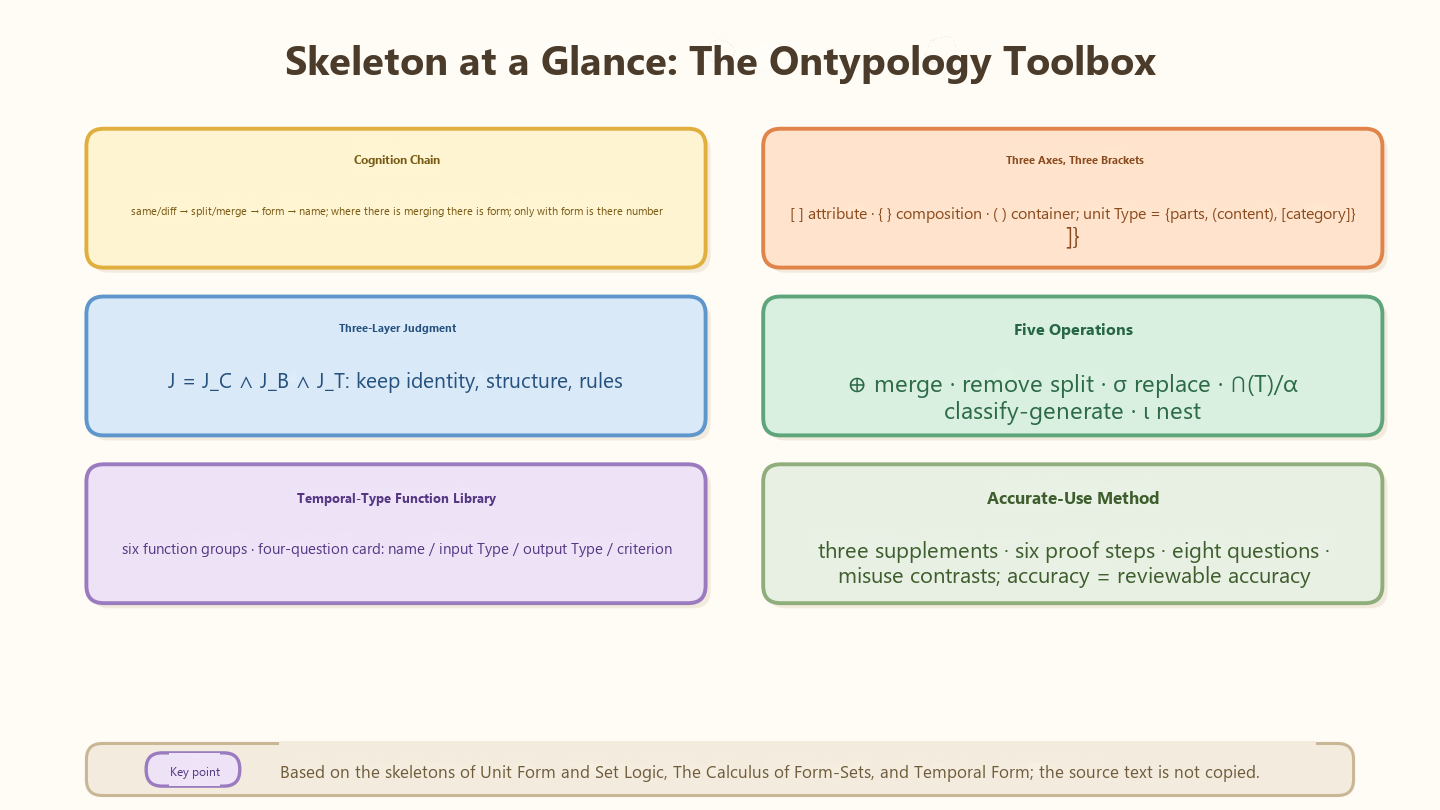 Skeleton at a Glance: The Ontypology Toolbox
Cognition Chain
same/diff → split/merge → form → name; where there is merging there is form; only with form is there number
Three Axes, Three Brackets
[ ] attribute · { } composition · ( ) container; unit Type = {parts, (content), [category]}
]}
Three-Layer Judgment
J = J_C ∧ J_B ∧ J_T: keep identity, structure, rules
Five Operations
⊕ merge · remove split · σ replace · ∩(T)/α
classify-generate · ι nest
Temporal-Type Function Library
six function groups · four-question card: name / input Type / output Type / criterion
Accurate-Use Method
three supplements · six proof steps · eight questions ·
misuse contrasts; accuracy = reviewable accuracy
Key point
Based on the skeletons of Unit Form and Set Logic, The Calculus of Form-Sets, and Temporal Form; the source text is not copied.